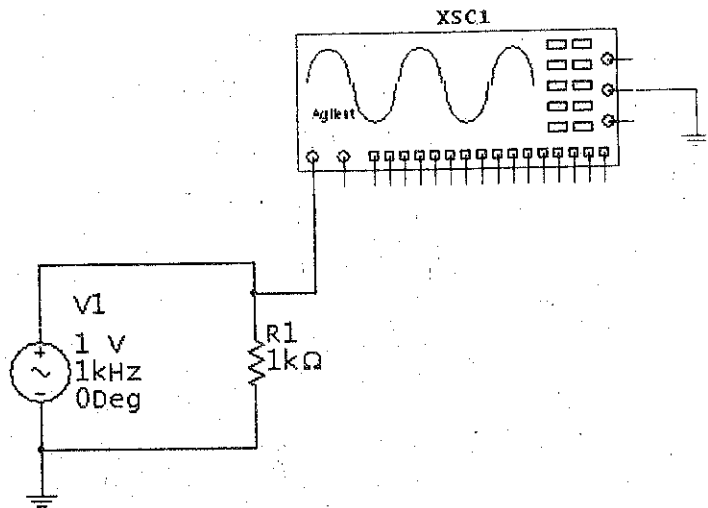 XSC1
Agilent
V1
1 V
1kHz
0Deg
R1
1kΩ